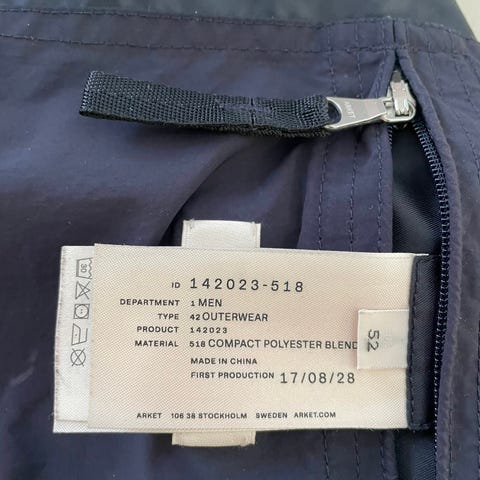 ARKET
ID 142023-518
DEPARTMENT 1 MEN
TYPE 42 OUTERWEAR
PRODUCT 142023
MATERIAL 518 COMPACT POLYESTER BLEND
MADE IN CHINA
FIRST PRODUCTION 17/08/28
ARKET 106 38 STOCKHOLM SWEDEN ARKET.COM
52
30